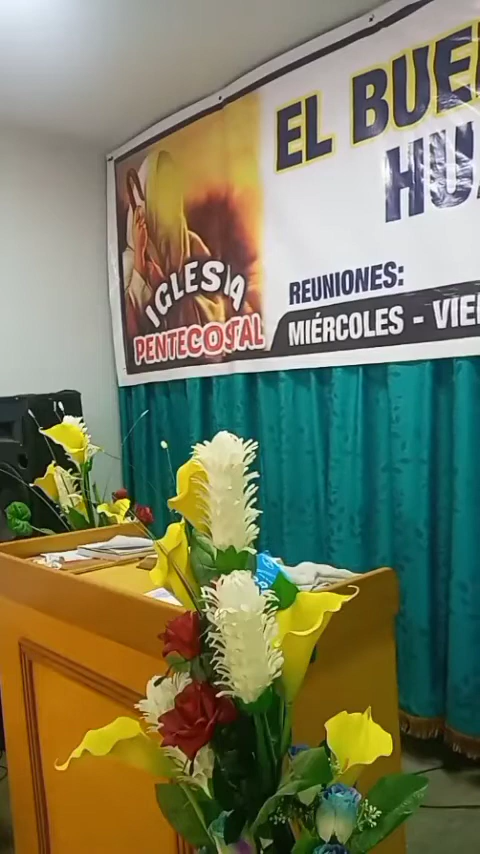 EL BUE
HU
IGLESIA
PENTECOSTAL
REUNIONES:
MIÉRCOLES - VIE